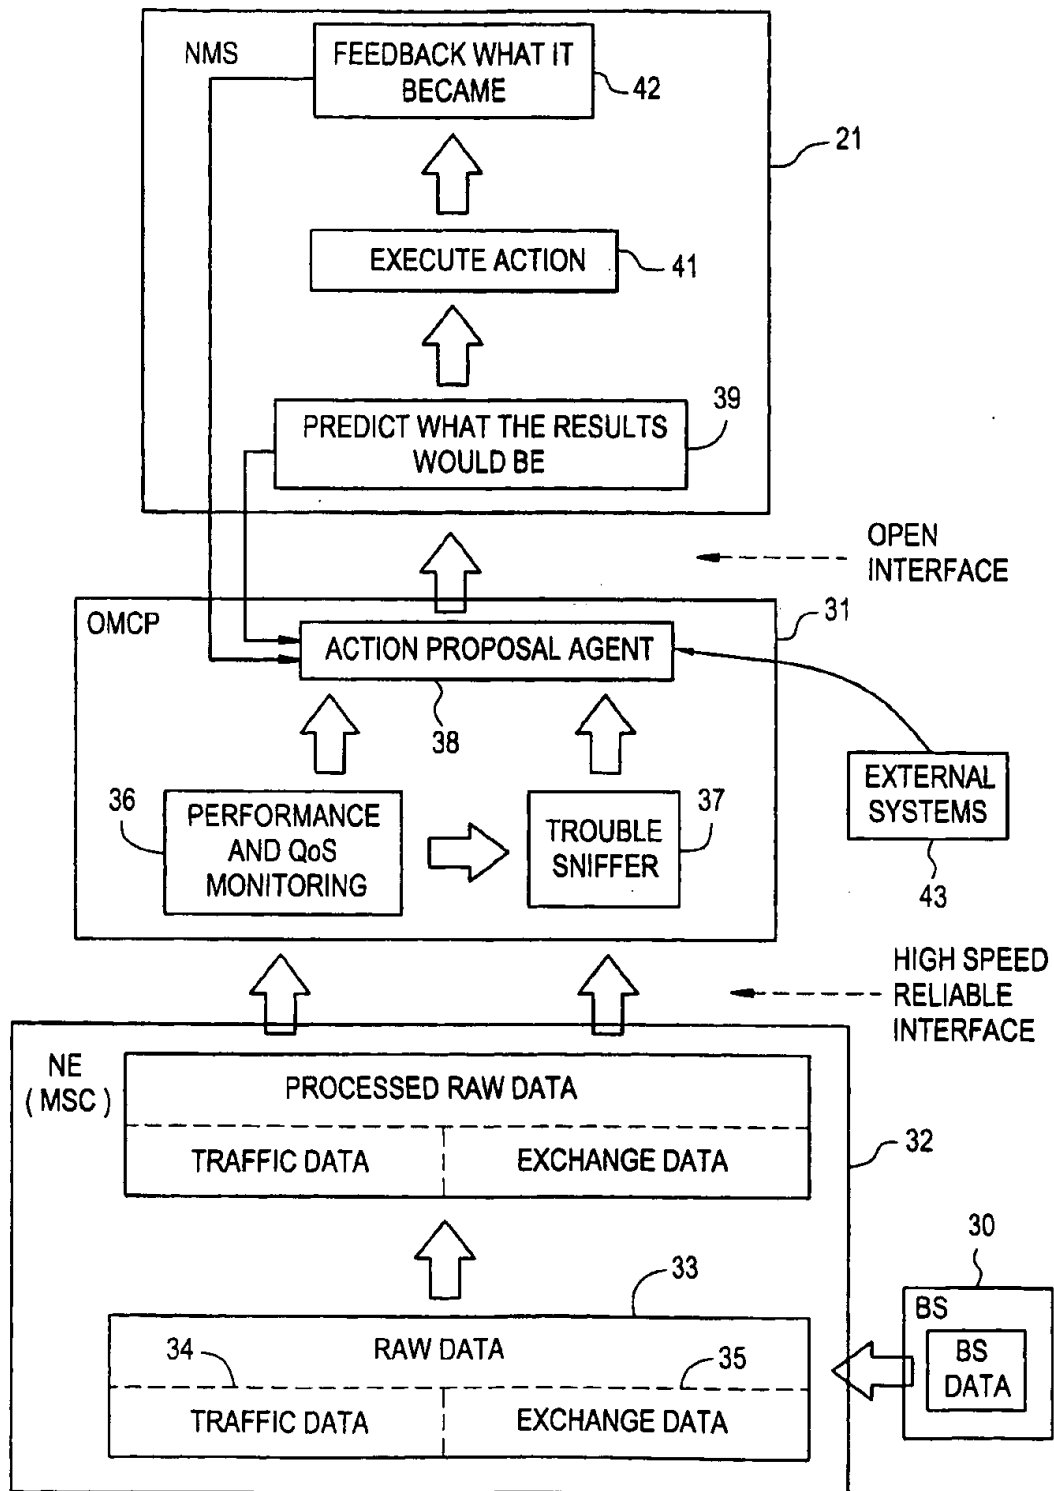 NMS
FEEDBACK WHAT IT
BECAME
42
21
EXECUTE ACTION
41
39
PREDICT WHAT THE RESULTS
WOULD BE
OPEN
INTERFACE
31
OMCP
ACTION PROPOSAL AGENT
38
36
PERFORMANCE
AND QoS
MONITORING
37
TROUBLE
SNIFFER
EXTERNAL
SYSTEMS
43
HIGH SPEED
RELIABLE
INTERFACE
NE
( MSC )
PROCESSED RAW DATA
TRAFFIC DATA
EXCHANGE DATA
32
30
33
BS
RAW DATA
34
35
BS
DATA
TRAFFIC DATA
EXCHANGE DATA